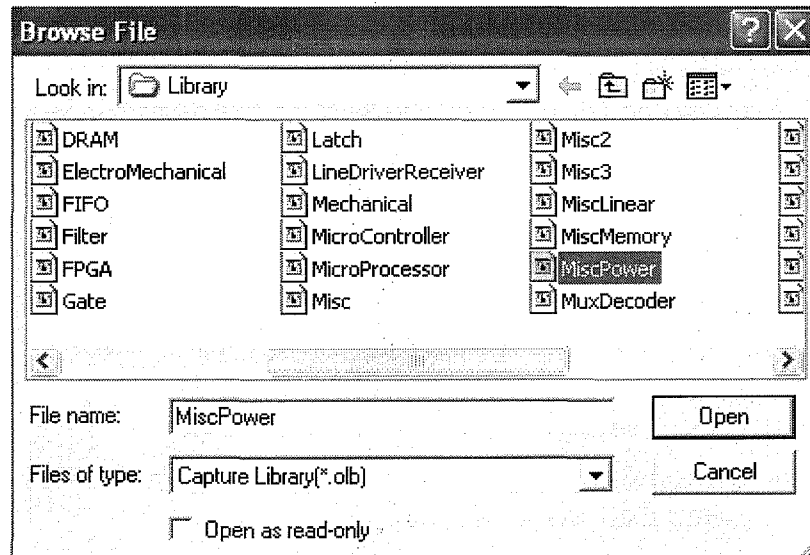 Browse File
Look in: Library
DRAM Latch Misc2
ElectroMechanical LineDriverReceiver Misc3
FIFO Mechanical MiscLinear
Filter MicroController MiscMemory
FPGA MicroProcessor MiscPower
Gate Misc MuxDecoder
File name: MiscPower Open
Files of type: Capture Library(*.olb) Cancel
Open as read-only